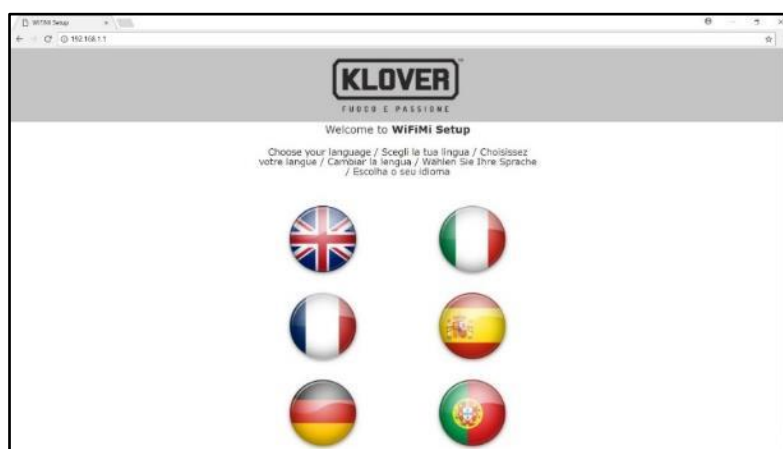 WiFiMi Setup
192.168.1.1
KLOVER
FUOCO E PASSIONE
Welcome to WiFiMi Setup
Choose your language / Scegli la tua lingua / Choisissez
votre langue / Cambiar la lengua / Wählen Sie Ihre Sprache
/ Escolha o seu idioma